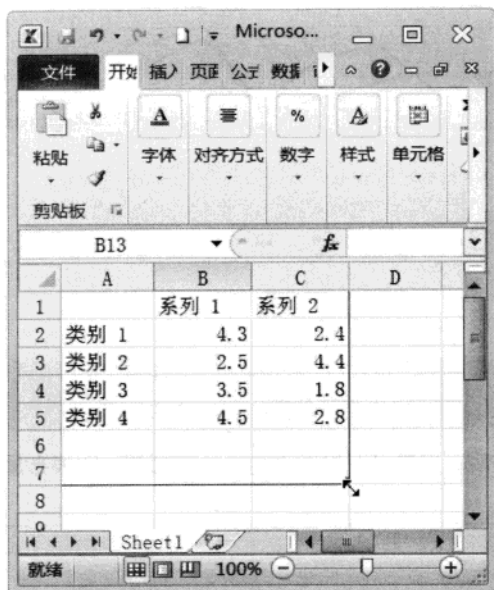 Microso...
文件 开始 插入 页面 公式 数据
粘贴 字体 对齐方式 数字 样式 单元格
剪贴板
B13 fx
A B C D
1 系列 1 系列 2
2 类别 1 4.3 2.4
3 类别 2 2.5 4.4
4 类别 3 3.5 1.8
5 类别 4 4.5 2.8
6
7
8
9
Sheet1
就绪 100%